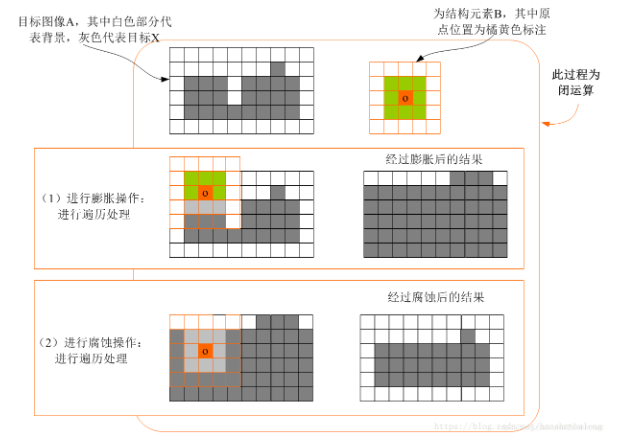 目标图像A，其中白色部分代
表背景，灰色代表目标X
为结构元素B，其中原
点位置为橘黄色标注
此过程为
闭运算
O
（1）进行膨胀操作：
进行遍历处理
经过膨胀后的结果
O
（2）进行腐蚀操作：
进行遍历处理
经过腐蚀后的结果
O